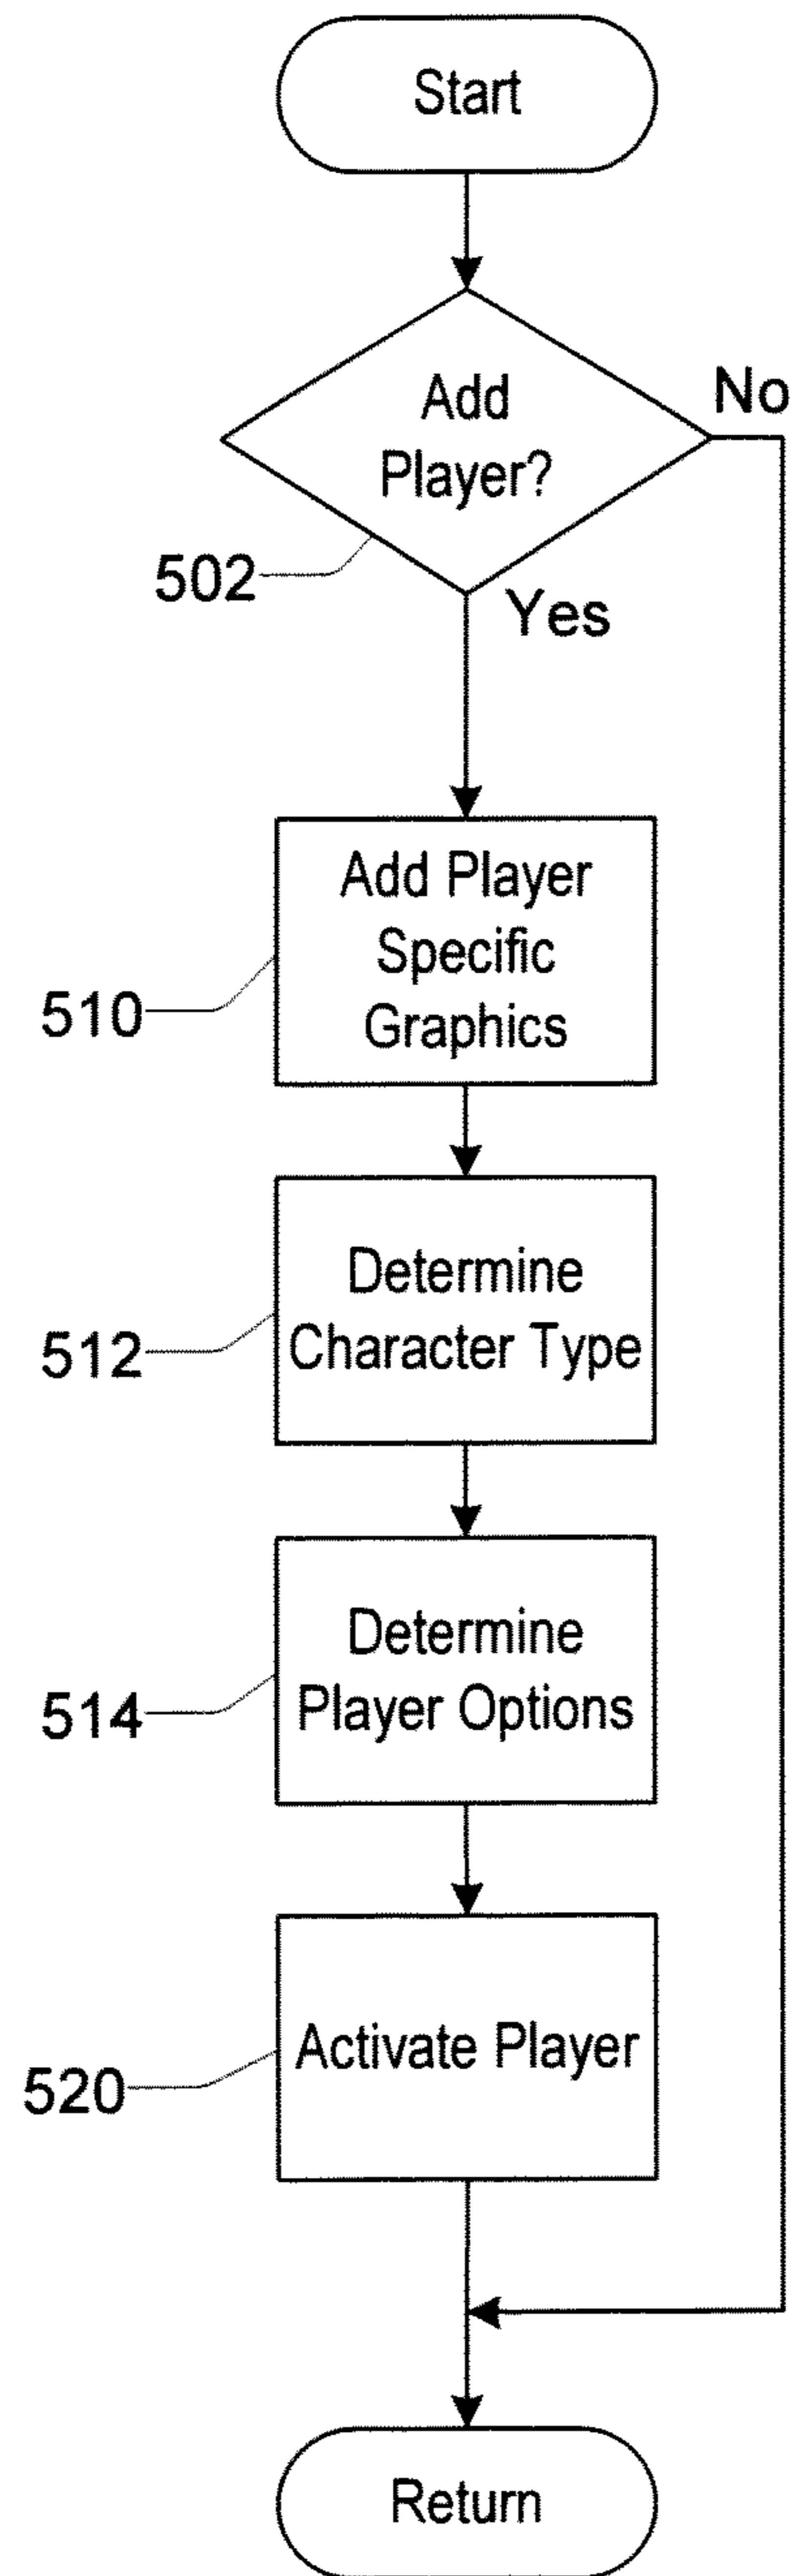 Start
Add
Player?
No
502
Yes
Add Player
Specific
Graphics
510
Determine
Character Type
512
Determine
Player Options
514
Activate Player
520
Return